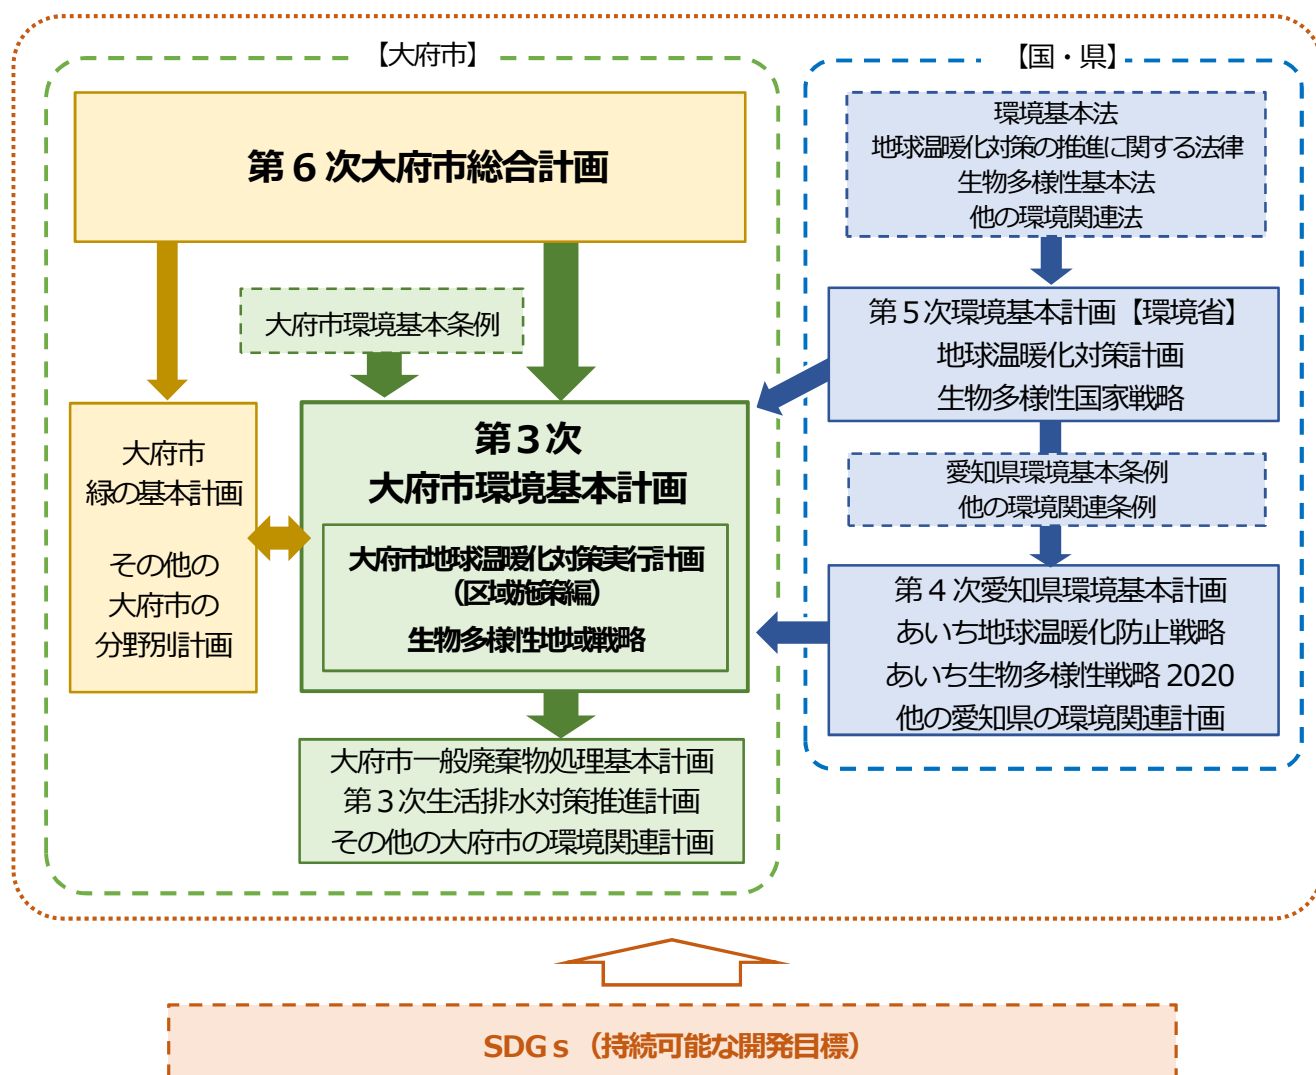 【大府市】
第6次大府市総合計画
大府市環境基本条例
大府市
緑の基本計画
その他の
大府市の
分野別計画
第3次
大府市環境基本計画
大府市地球温暖化対策実行計画
（区域施策編）
生物多様性地域戦略
大府市一般廃棄物処理基本計画
第3次生活排水対策推進計画
その他の大府市の環境関連計画
【国・県】
環境基本法
地球温暖化対策の推進に関する法律
生物多様性基本法
他の環境関連法
第5次環境基本計画【環境省】
地球温暖化対策計画
生物多様性国家戦略
愛知県環境基本条例
他の環境関連条例
第4次愛知県環境基本計画
あいち地球温暖化防止戦略
あいち生物多様性戦略 2020
他の愛知県の環境関連計画
SDGs（持続可能な開発目標）